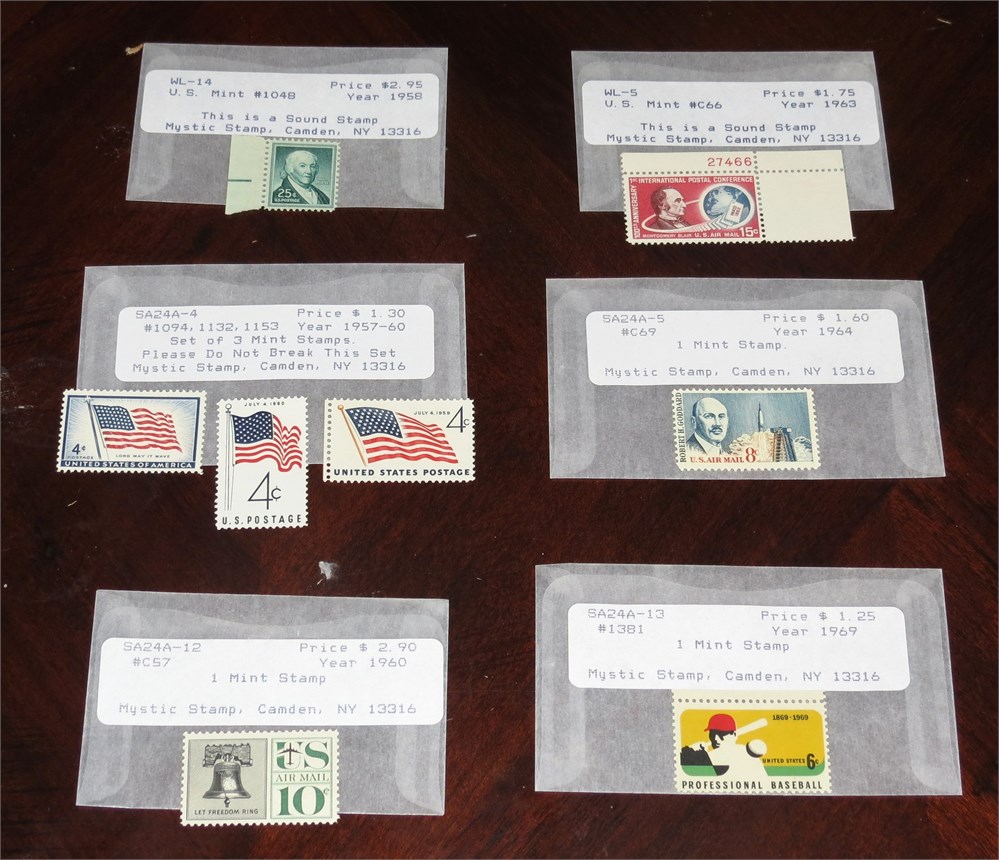 WL-14 Price $2.95
U.S. Mint #1048 Year 1958
This is a Sound Stamp
Mystic Stamp, Camden, NY 13316
25¢
U.S. POSTAGE
WL-5 Price $1.75
U.S. Mint #C66 Year 1963
This is a Sound Stamp
Mystic Stamp, Camden, NY 13316
27466
100TH ANNIVERSARY 1ST INTERNATIONAL POSTAL CONFERENCE
MONTGOMERY BLAIR U.S. AIR MAIL 15¢
SA24A-4 Price $ 1.30
#1094,1132,1153 Year 1957-60
Set of 3 Mint Stamps.
Please Do Not Break This Set
Mystic Stamp, Camden, NY 13316
4¢
POSTAGE LONG MAY IT WAVE
UNITED STATES OF AMERICA
JULY 4, 1960
4¢
U.S. POSTAGE
JULY 4, 1959
4¢
UNITED STATES POSTAGE
SA24A-5 Price $ 1.60
#C69 Year 1964
1 Mint Stamp.
Mystic Stamp, Camden, NY 13316
ROBERT H. GODDARD
U.S. AIR MAIL 8¢
SA24A-12 Price $ 2.90
#C57 Year 1960
1 Mint Stamp
Mystic Stamp, Camden, NY 13316
US
AIR MAIL
10¢
LET FREEDOM RING
SA24A-13 Price $ 1.25
#1381 Year 1969
1 Mint Stamp
Mystic Stamp, Camden, NY 13316
1869-1969
UNITED STATES 6¢
PROFESSIONAL BASEBALL